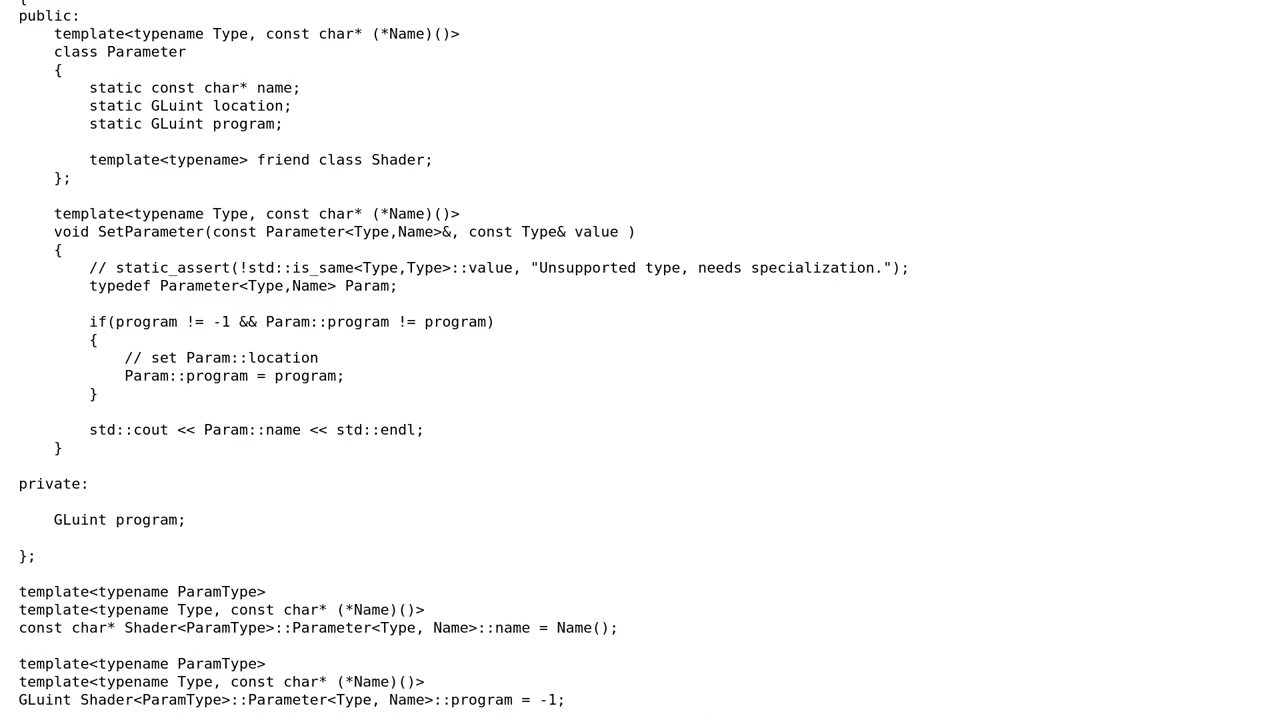 {
public:
    template<typename Type, const char* (*Name)()>
    class Parameter
    {
        static const char* name;
        static GLuint location;
        static GLuint program;

        template<typename> friend class Shader;
    };

    template<typename Type, const char* (*Name)()>
    void SetParameter(const Parameter<Type,Name>&, const Type& value )
    {
        // static_assert(!std::is_same<Type,Type>::value, "Unsupported type, needs specialization.");
        typedef Parameter<Type,Name> Param;

        if(program != -1 && Param::program != program)
        {
            // set Param::location
            Param::program = program;
        }

        std::cout << Param::name << std::endl;
    }

private:

    GLuint program;

};

template<typename ParamType>
template<typename Type, const char* (*Name)()>
const char* Shader<ParamType>::Parameter<Type, Name>::name = Name();

template<typename ParamType>
template<typename Type, const char* (*Name)()>
GLuint Shader<ParamType>::Parameter<Type, Name>::program = -1;